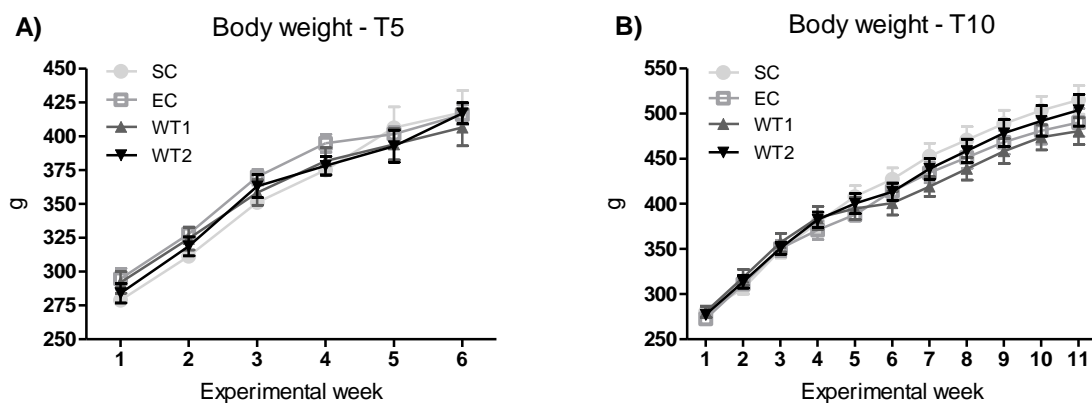 A)
Body weight - T5
450
425
400
375
350
325
300
275
250
g
SC
EC
WT1
WT2
1 2 3 4 5 6
Experimental week
B)
Body weight - T10
550
500
450
400
350
300
250
g
SC
EC
WT1
WT2
1 2 3 4 5 6 7 8 9 10 11
Experimental week